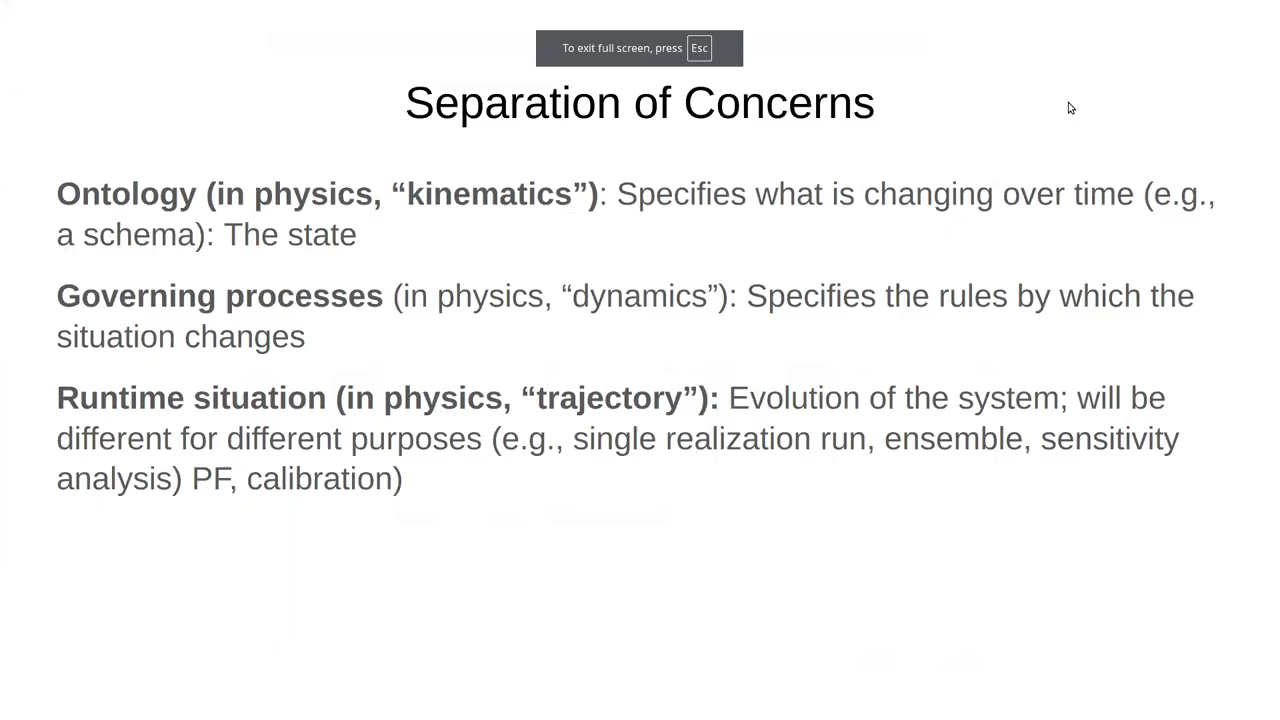 To exit full screen, press Esc
Separation of Concerns
Ontology (in physics, “kinematics”): Specifies what is changing over time (e.g.,
a schema): The state
Governing processes (in physics, “dynamics”): Specifies the rules by which the
situation changes
Runtime situation (in physics, “trajectory”): Evolution of the system; will be
different for different purposes (e.g., single realization run, ensemble, sensitivity
analysis) PF, calibration)